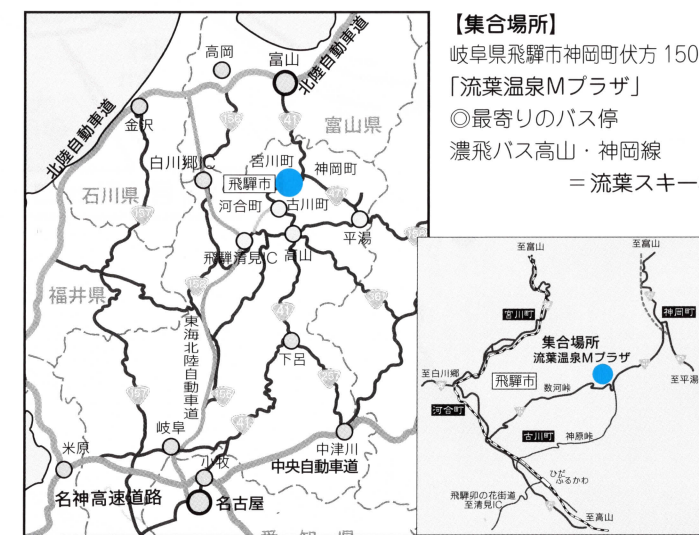 【集合場所】
岐阜県飛騨市神岡町伏方 150
「流葉温泉Mプラザ」
◎最寄りのバス停
濃飛バス高山・神岡線
＝流葉スキー
高岡
富山
北陸自動車道
156
41
富山県
金沢
北陸自動車道
白川郷IC
宮川町
神岡町
飛騨市
471
石川県
157
河合町
古川町
平湯
飛騨清見IC
高山
福井県
東海北陸自動車道
41
下呂
岐阜
米原
小牧
中津川
中央自動車道
名神高速道路
名古屋
愛知県
至富山
至富山
宮川町
神岡町
集合場所
流葉温泉Mプラザ
至白川郷
飛騨市
数河峠
至平湯
河合町
古川町
神原峠
ひだ
ふるかわ
飛騨卯の花街道
至清見IC
至高山